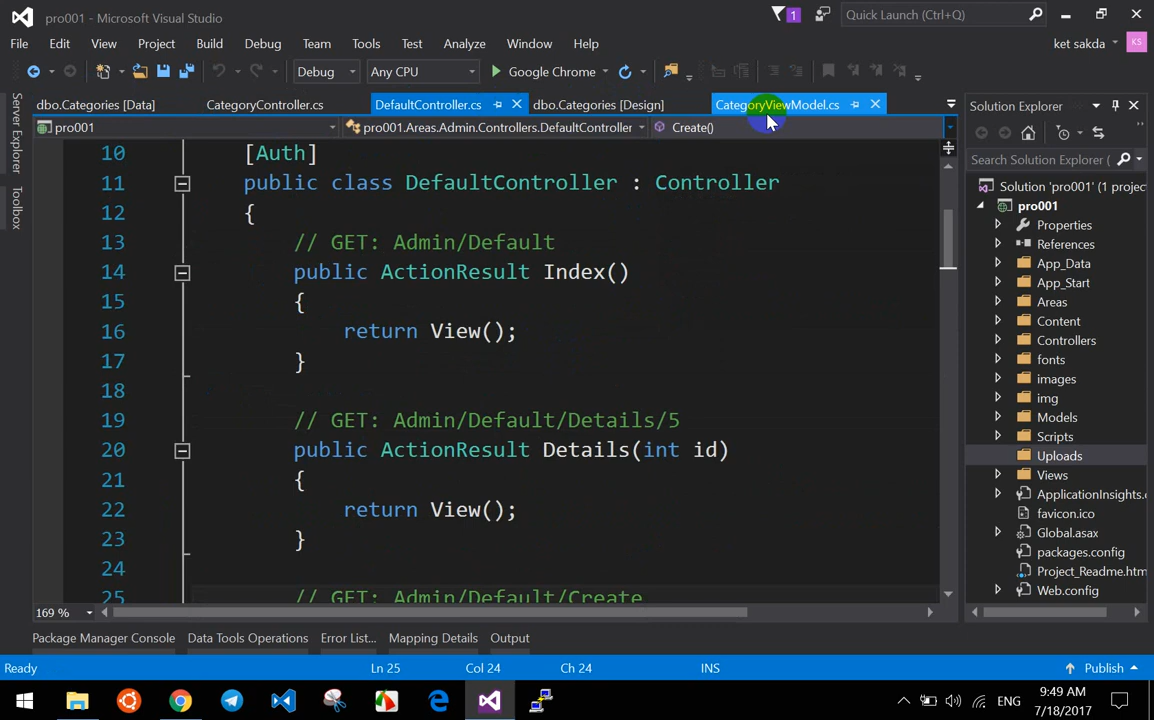 pro001 - Microsoft Visual Studio
1
Quick Launch (Ctrl+Q)
File Edit View Project Build Debug Team Tools Test Analyze Window Help
ket sakda
KS
Debug
Any CPU
Google Chrome
Server Explorer
Toolbox
dbo.Categories [Data]
CategoryController.cs
DefaultController.cs
dbo.Categories [Design]
CategoryViewModel.cs
pro001
pro001.Areas.Admin.Controllers.DefaultController
Create()
10 [Auth]
11 public class DefaultController : Controller
12 {
13 // GET: Admin/Default
14 public ActionResult Index()
15 {
16 return View();
17 }
18
19 // GET: Admin/Default/Details/5
20 public ActionResult Details(int id)
21 {
22 return View();
23 }
24
25 // GET: Admin/Default/Create
169 %
Solution Explorer
Search Solution Explorer (
Solution 'pro001' (1 project
pro001
Properties
References
App_Data
App_Start
Areas
Content
Controllers
fonts
images
img
Models
Scripts
Uploads
Views
ApplicationInsights.c
favicon.ico
Global.asax
packages.config
Project_Readme.htm
Web.config
Package Manager Console
Data Tools Operations
Error List...
Mapping Details
Output
Ready
Ln 25
Col 24
Ch 24
INS
Publish
ENG
9:49 AM
7/18/2017